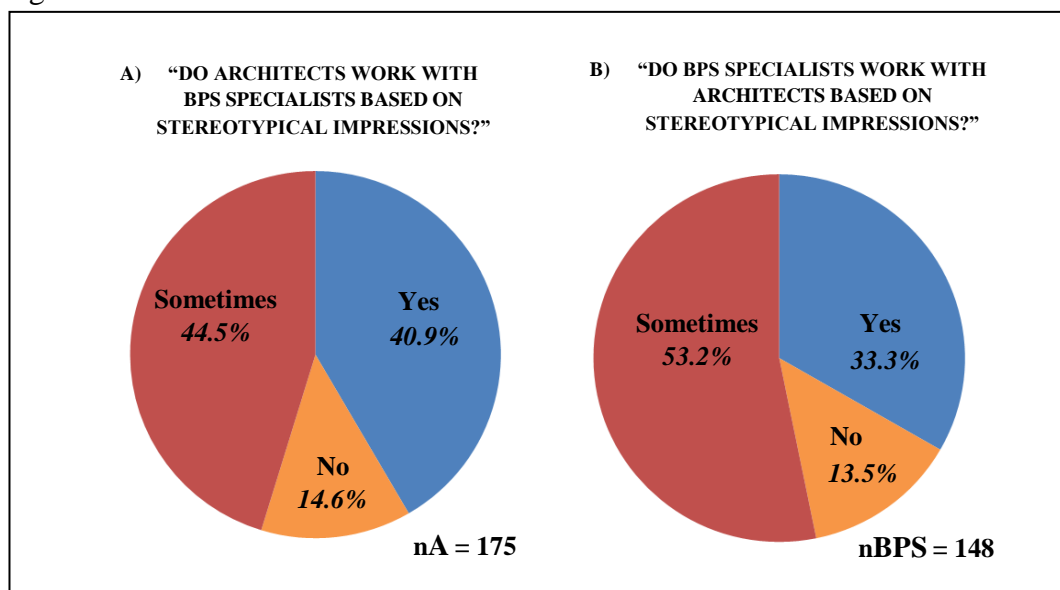 A) “DO ARCHITECTS WORK WITH
BPS SPECIALISTS BASED ON
STEREOTYPICAL IMPRESSIONS?”
Sometimes
44.5%
Yes
40.9%
No
14.6%
nA = 175
B) “DO BPS SPECIALISTS WORK WITH
ARCHITECTS BASED ON
STEREOTYPICAL IMPRESSIONS?”
Sometimes
53.2%
Yes
33.3%
No
13.5%
nBPS = 148